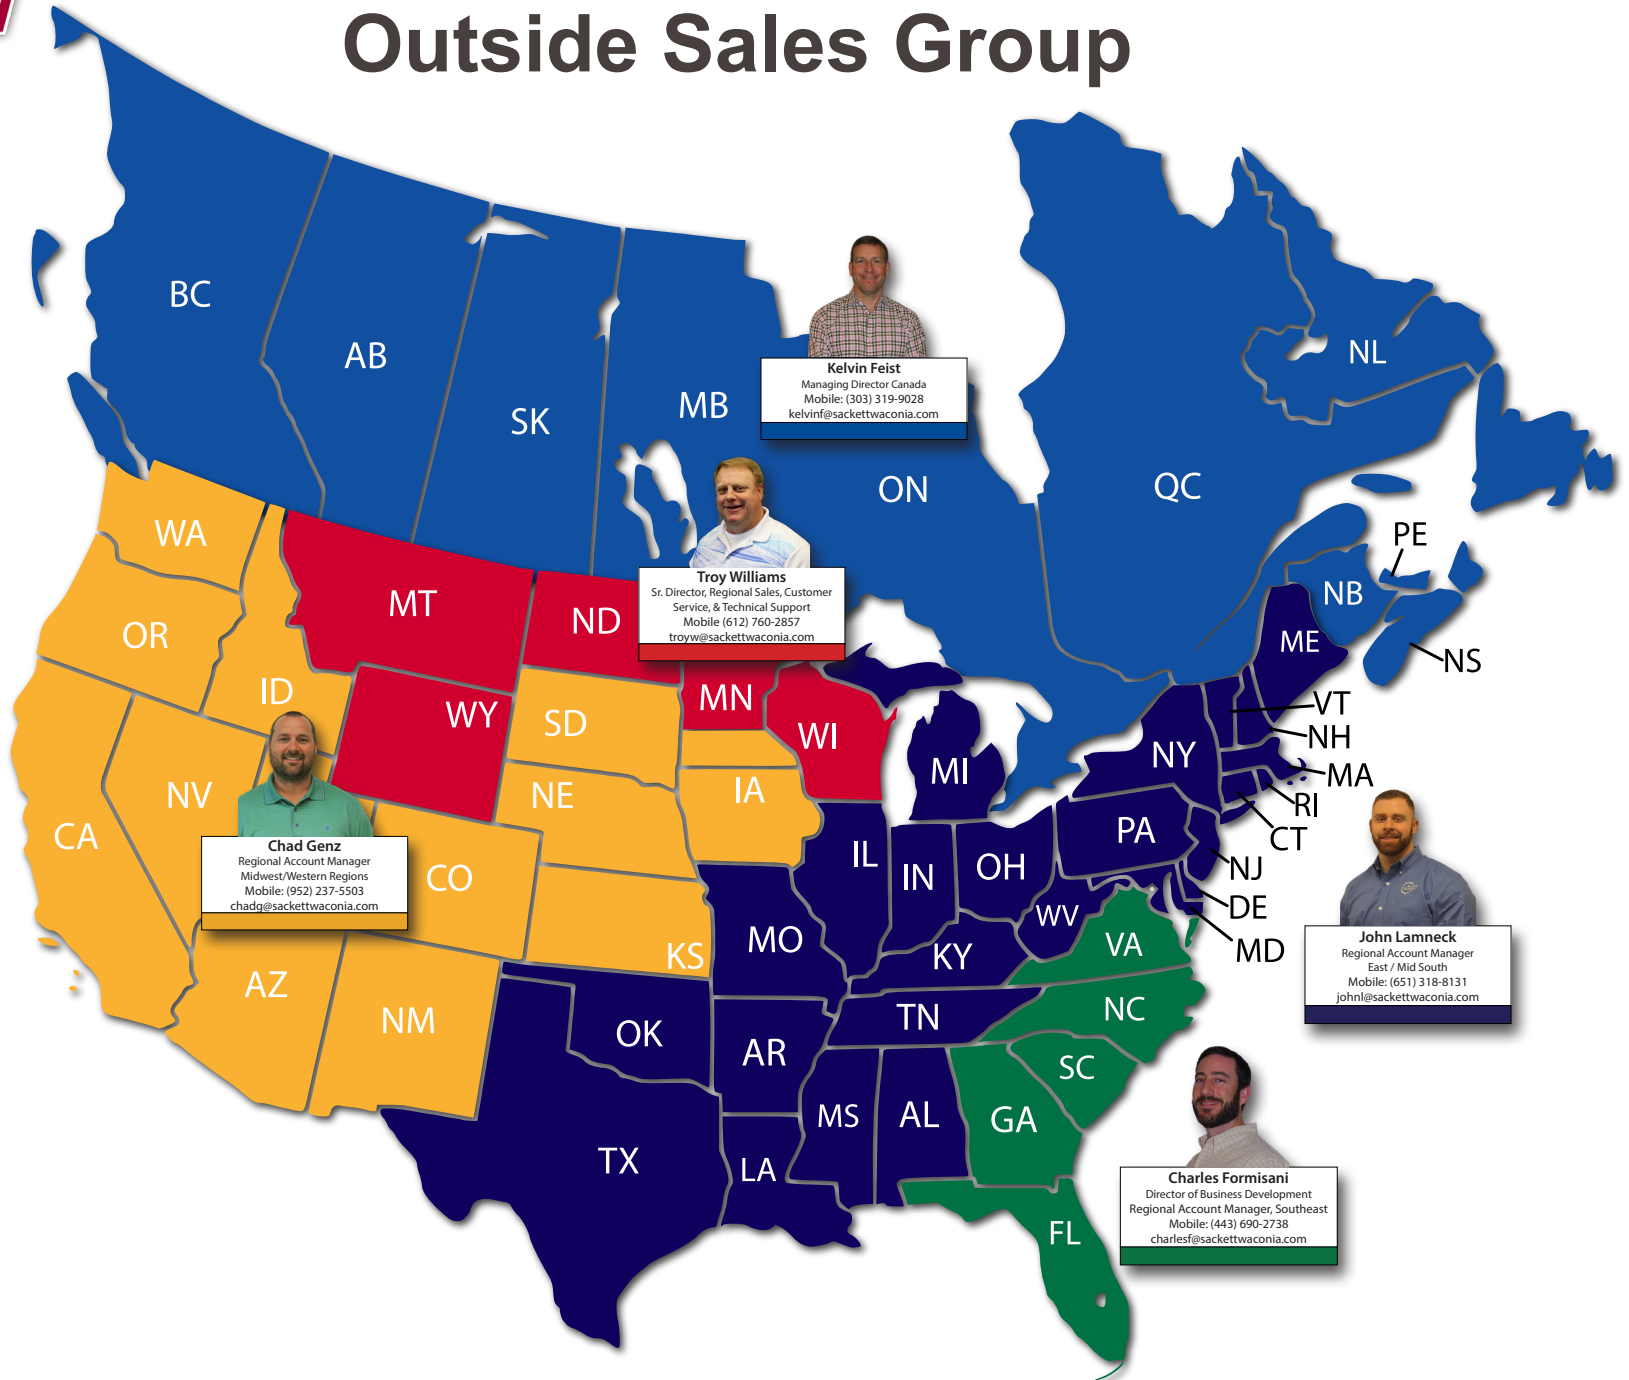 Outside Sales Group
BC
AB
SK
MB
ON
QC
NL
PE
NB
NS
Kelvin Feist
Managing Director Canada
Mobile: (303) 319-9028
kelvinf@sackettwaconia.com
Troy Williams
Sr. Director, Regional Sales, Customer
Service, & Technical Support
Mobile (612) 760-2857
troyw@sackettwaconia.com
WA
OR
ID
MT
ND
WY
SD
MN
WI
MI
NY
ME
VT
NH
MA
RI
CT
NJ
DE
MD
CA
NV
NE
IA
IL
IN
OH
PA
WV
VA
Chad Genz
Regional Account Manager
Midwest/Western Regions
Mobile: (952) 237-5503
chadg@sackettwaconia.com
CO
KS
MO
KY
AZ
NM
OK
AR
TN
NC
SC
TX
LA
MS
AL
GA
FL
John Lamneck
Regional Account Manager
East / Mid South
Mobile: (651) 318-8131
johnl@sackettwaconia.com
Charles Formisani
Director of Business Development
Regional Account Manager, Southeast
Mobile: (443) 690-2738
charlesf@sackettwaconia.com